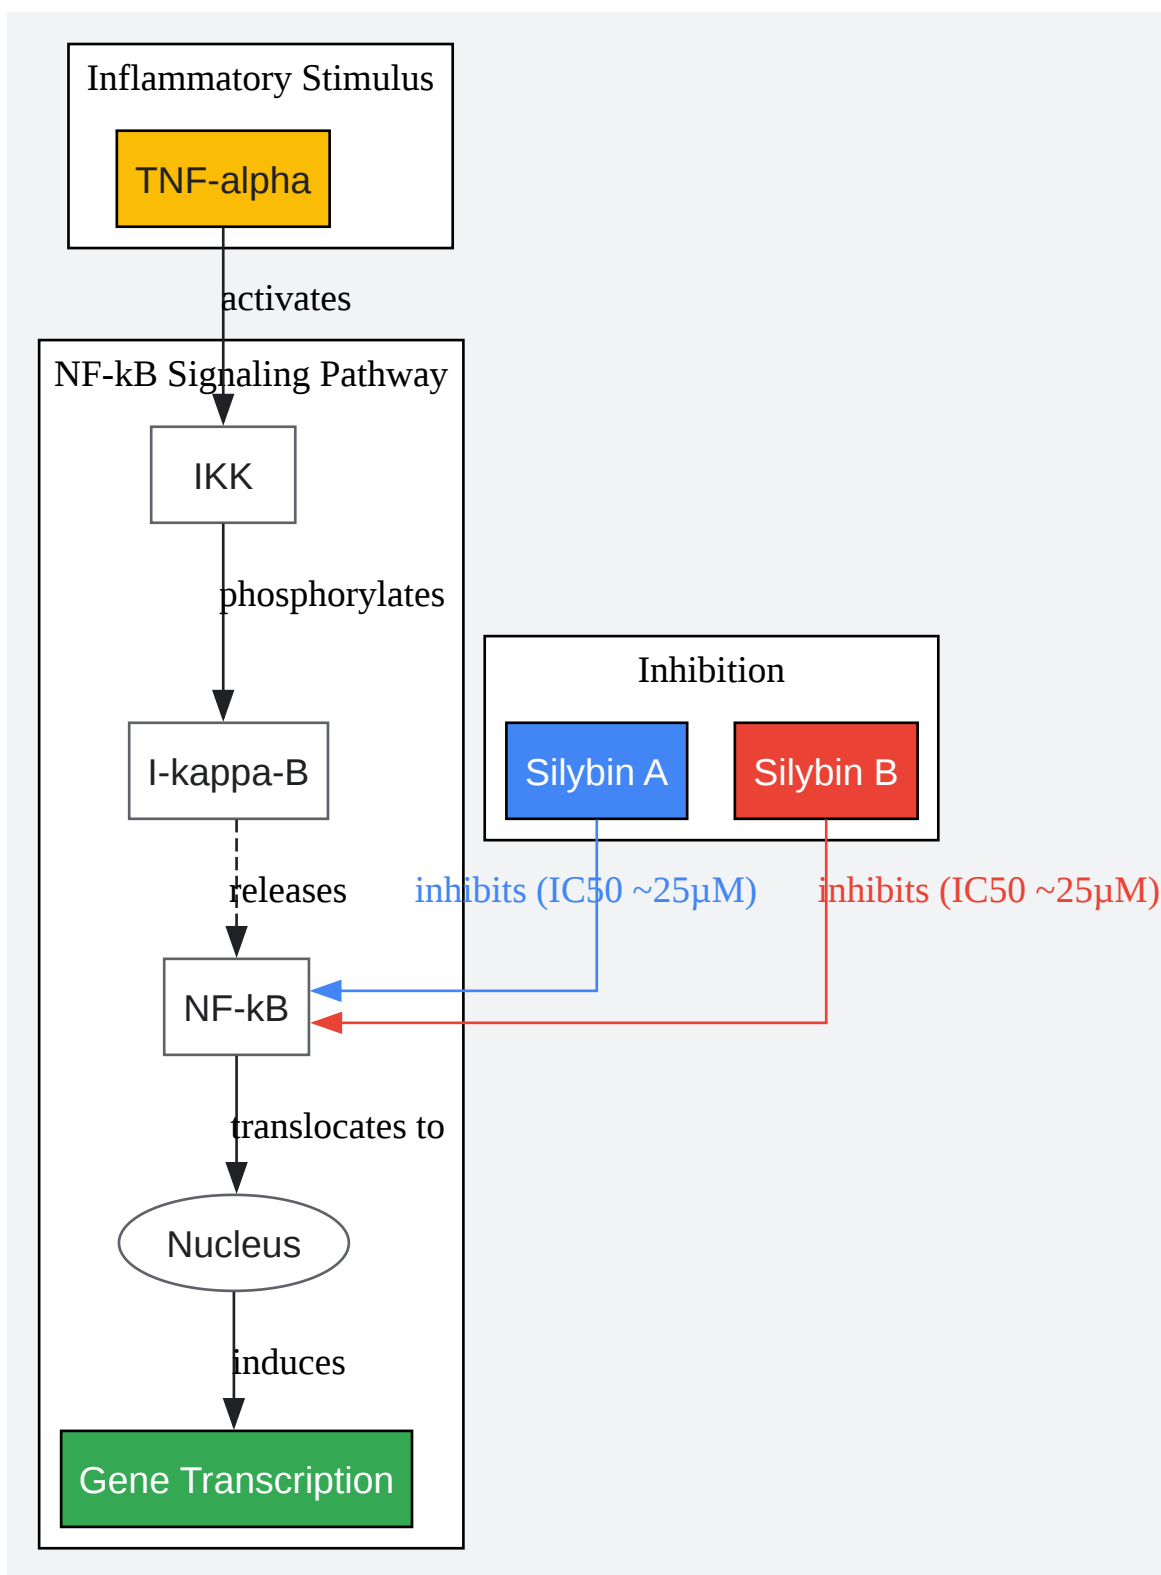 Inflammatory Stimulus
TNF-alpha
activates
NF-kB Signaling Pathway
IKK
phosphorylates
Inhibition
I-kappa-B
Silybin A
Silybin B
releases
inhibits (IC50 ~25µM)
inhibits (IC50 ~25µM)
NF-kB
translocates to
Nucleus
induces
Gene Transcription